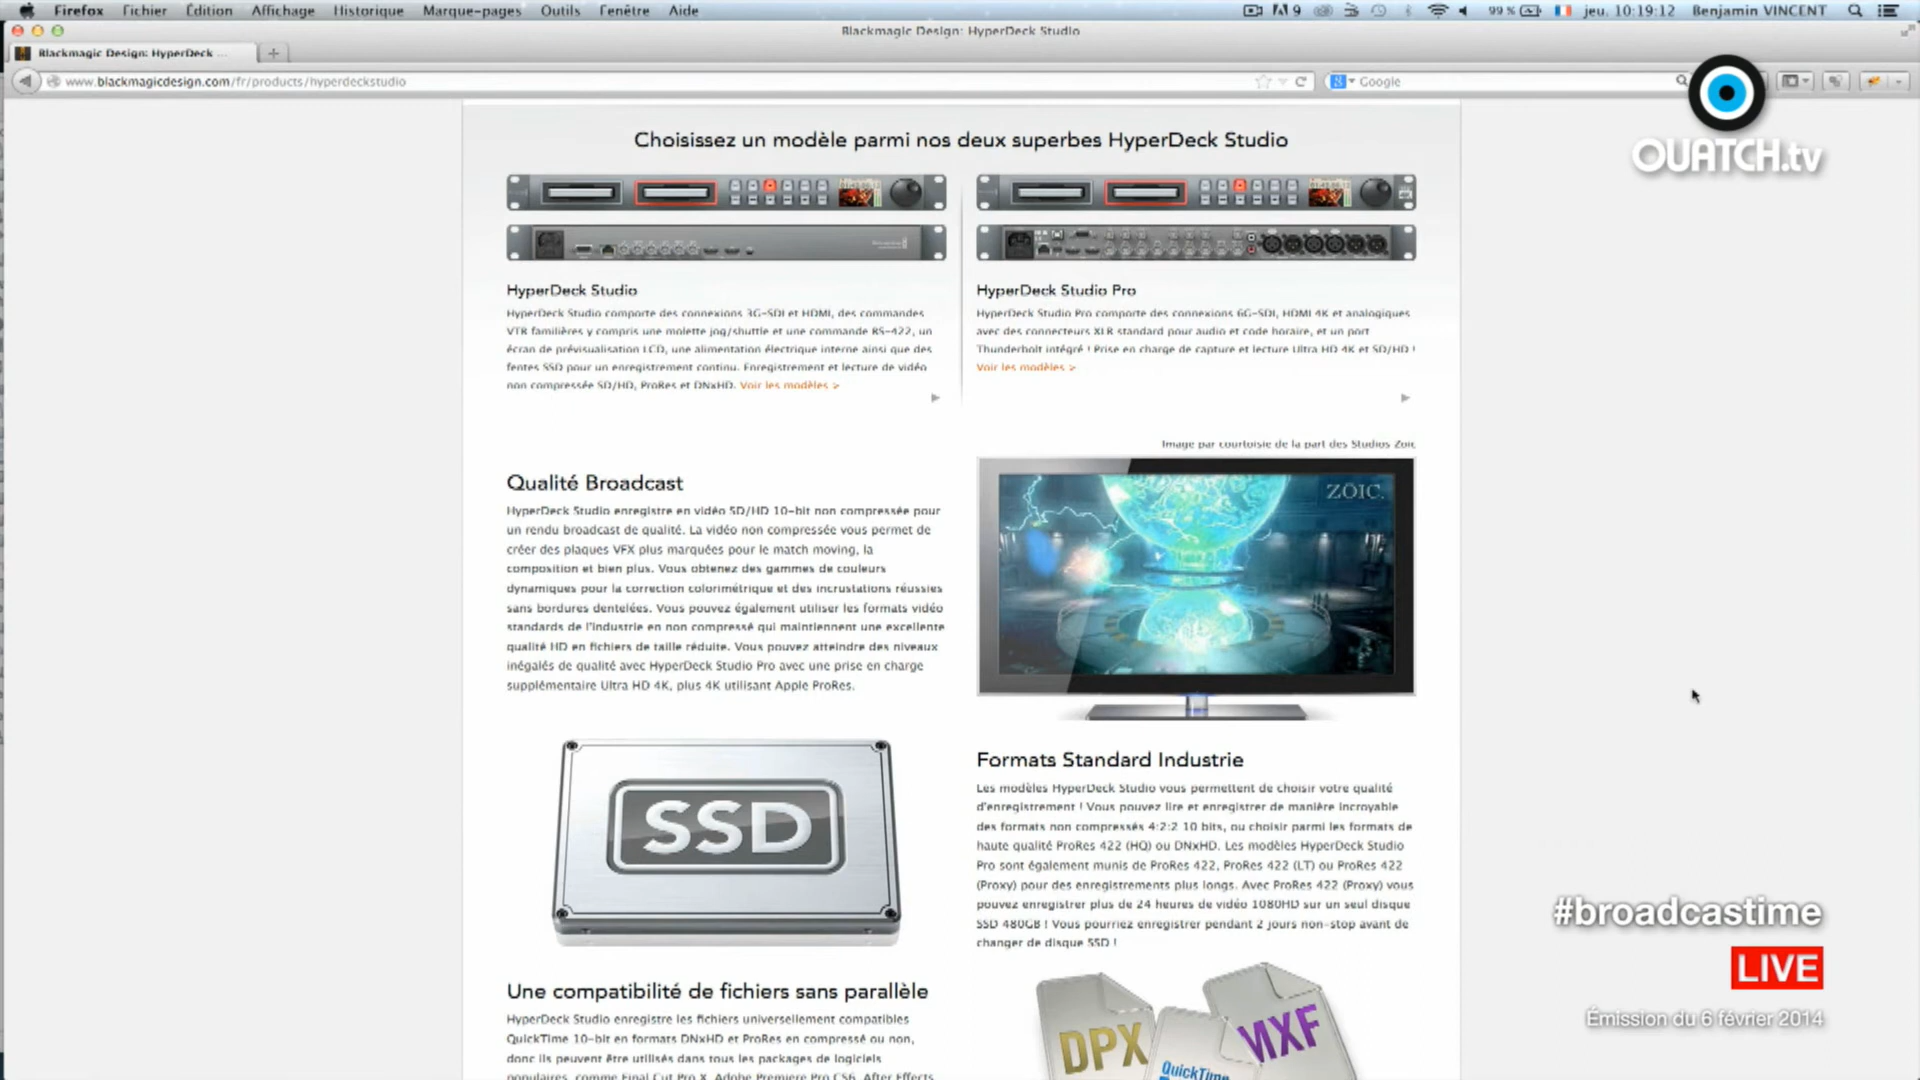 Firefox Fichier Édition Affichage Historique Marque-pages Outils Fenêtre Aide
9 99 % jeu. 10:19:12 Benjamin VINCENT
Blackmagic Design: HyperDeck Studio
Blackmagic Design: HyperDeck ...
www.blackmagicdesign.com/fr/products/hyperdeckstudio
Google
OUATCH.tv
Choisissez un modèle parmi nos deux superbes HyperDeck Studio
HyperDeck Studio
HyperDeck Studio comporte des connexions 3G-SDI et HDMI, des commandes
VTR familières y compris une molette jog/shuttle et une commande RS-422, un
écran de prévisualisation LCD, une alimentation électrique interne ainsi que des
fentes SSD pour un enregistrement continu. Enregistrement et lecture de vidéo
non compressée SD/HD, ProRes et DNxHD. Voir les modèles >
HyperDeck Studio Pro
HyperDeck Studio Pro comporte des connexions 6G-SDI, HDMI 4K et analogiques
avec des connecteurs XLR standard pour audio et code horaire, et un port
Thunderbolt intégré ! Prise en charge de capture et lecture Ultra HD 4K et SD/HD !
Voir les modèles >
Image par courtoisie de la part des Studios Zoic
ZOIC.
Qualité Broadcast
HyperDeck Studio enregistre en vidéo SD/HD 10-bit non compressée pour
un rendu broadcast de qualité. La vidéo non compressée vous permet de
créer des plaques VFX plus marquées pour le match moving, la
composition et bien plus. Vous obtenez des gammes de couleurs
dynamiques pour la correction colorimétrique et des incrustations réussies
sans bordures dentelées. Vous pouvez également utiliser les formats vidéo
standards de l'industrie en non compressé qui maintiennent une excellente
qualité HD en fichiers de taille réduite. Vous pouvez atteindre des niveaux
inégalés de qualité avec HyperDeck Studio Pro avec une prise en charge
supplémentaire Ultra HD 4K, plus 4K utilisant Apple ProRes.
SSD
Formats Standard Industrie
Les modèles HyperDeck Studio vous permettent de choisir votre qualité
d'enregistrement ! Vous pouvez lire et enregistrer de manière incroyable
des formats non compressés 4:2:2 10 bits, ou choisir parmi les formats de
haute qualité ProRes 422 (HQ) ou DNxHD. Les modèles HyperDeck Studio
Pro sont également munis de ProRes 422, ProRes 422 (LT) ou ProRes 422
(Proxy) pour des enregistrements plus longs. Avec ProRes 422 (Proxy) vous
pouvez enregistrer plus de 24 heures de vidéo 1080HD sur un seul disque
SSD 480GB ! Vous pourriez enregistrer pendant 2 jours non-stop avant de
changer de disque SSD !
Une compatibilité de fichiers sans parallèle
HyperDeck Studio enregistre les fichiers universellement compatibles
QuickTime 10-bit en formats DNxHD et ProRes en compressé ou non,
donc ils peuvent être utilisés dans tous les packages de logiciels
populaires, comme Final Cut Pro X, Adobe Premiere Pro CS6, After Effects
DPX
QuickTime
MXF
#broadcastime
LIVE
Émission du 6 février 2014